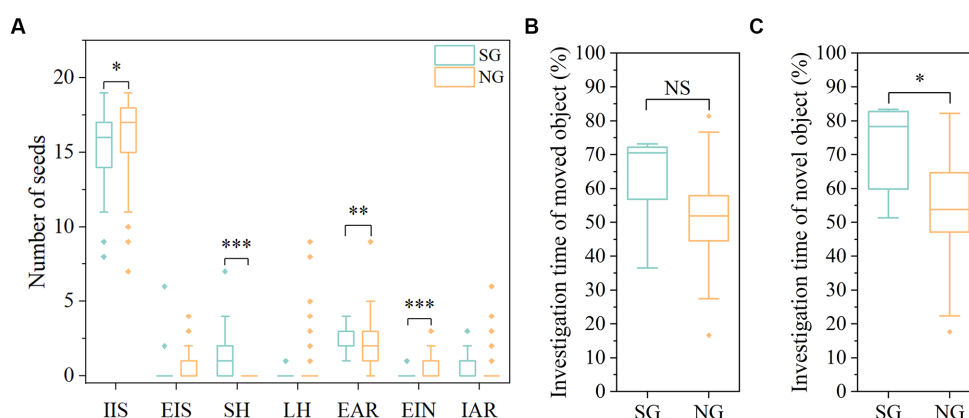 A
Number of seeds
20
15
10
5
0
*
***
**
***
SG
NG
IIS EIS SH LH EAR EIN IAR
B
Investigation time of moved object (%)
100
90
80
70
60
50
40
30
20
10
0
NS
SG NG
C
Investigation time of novel object (%)
100
90
80
70
60
50
40
30
20
10
0
*
SG NG